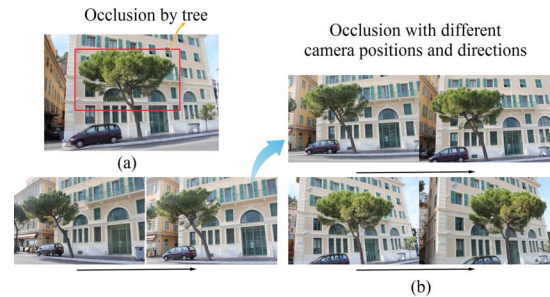 Occlusion by tree
Occlusion with different
camera positions and directions
(a)
(b)